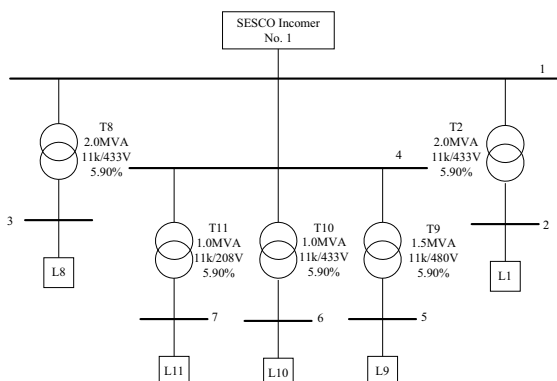 SESCO Incomer
No. 1
1
T8
2.0MVA
11k/433V
5.90%
T2
2.0MVA
11k/433V
5.90%
4
3
2
T11
1.0MVA
11k/208V
5.90%
T10
1.0MVA
11k/433V
5.90%
T9
1.5MVA
11k/480V
5.90%
L8
L1
7
6
5
L11
L10
L9